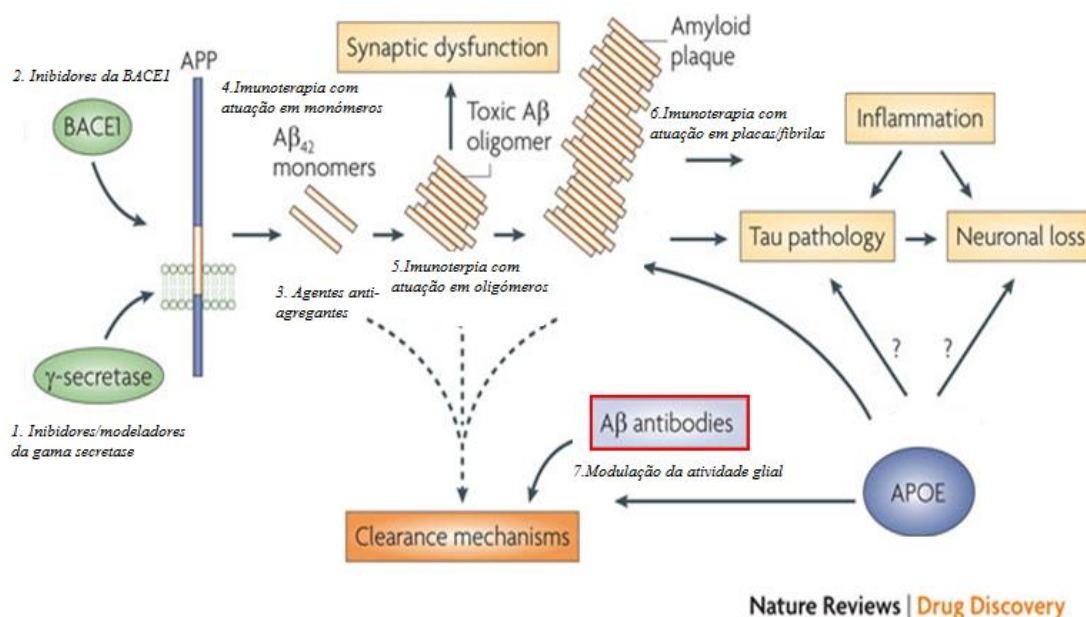 2. Inibidores da BACE1
BACE1
APP
4.Imunoterapia com
atuação em monómeros
Aβ42
monomers
Synaptic dysfunction
Toxic Aβ
oligomer
Amyloid
plaque
6.Imunoterapia com
atuação em placas/fibrilas
Inflammation
Tau pathology
Neuronal loss
5.Imunoterpia com
atuação em oligómeros
3. Agentes anti-
agregantes
γ-secretase
1. Inibidores/modeladores
da gama secretase
?
?
Aβ antibodies
7.Modulação da atividade glial
APOE
Clearance mechanisms
Nature Reviews | Drug Discovery